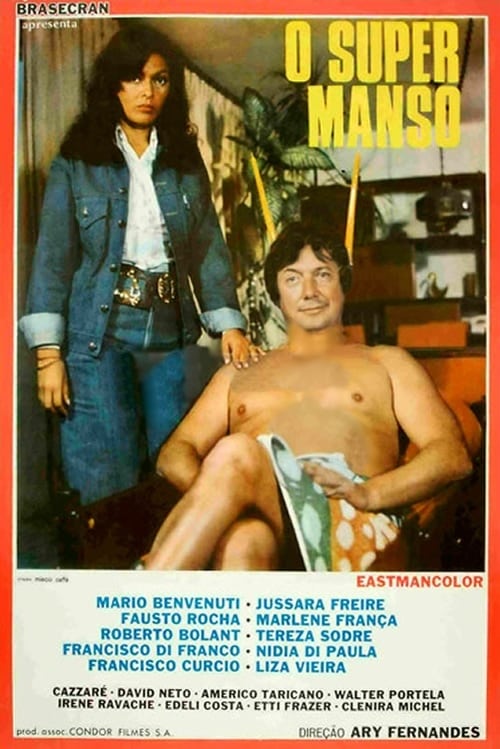 BRASECRAN
apresenta
O SUPER
MANSO
EASTMANCOLOR
MARIO BENVENUTI • JUSSARA FREIRE
FAUSTO ROCHA • MARLENE FRANÇA
ROBERTO BOLANT • TEREZA SODRE
FRANCISCO DI FRANCO • NIDIA DI PAULA
FRANCISCO CURCIO • LIZA VIEIRA
CAZZARÉ • DAVID NETO • AMERICO TARICANO • WALTER PORTELA
IRENE RAVACHE • EDELI COSTA • ETTI FRAZER • CLENIRA MICHEL
prod. assoc. CONDOR FILMES S.A. DIREÇÃO ARY FERNANDES